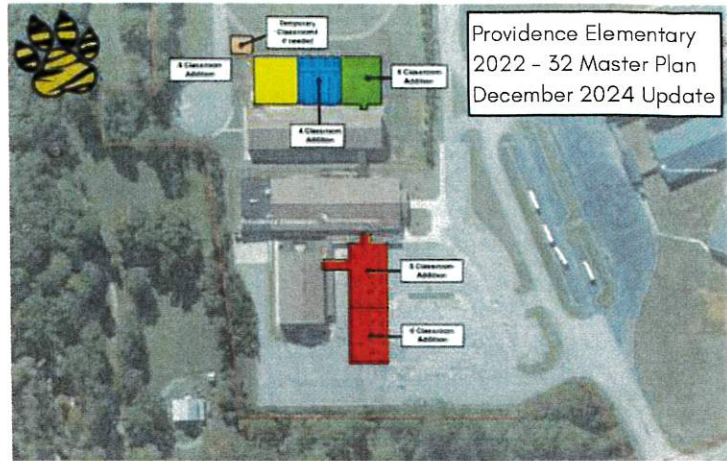 Providence Elementary
2022 - 32 Master Plan
December 2024 Update
Temporary
if needed
Classroom
Addition
Classroom
Addition
4 Classroom
Addition
Classroom
Addition
Classroom
Addition